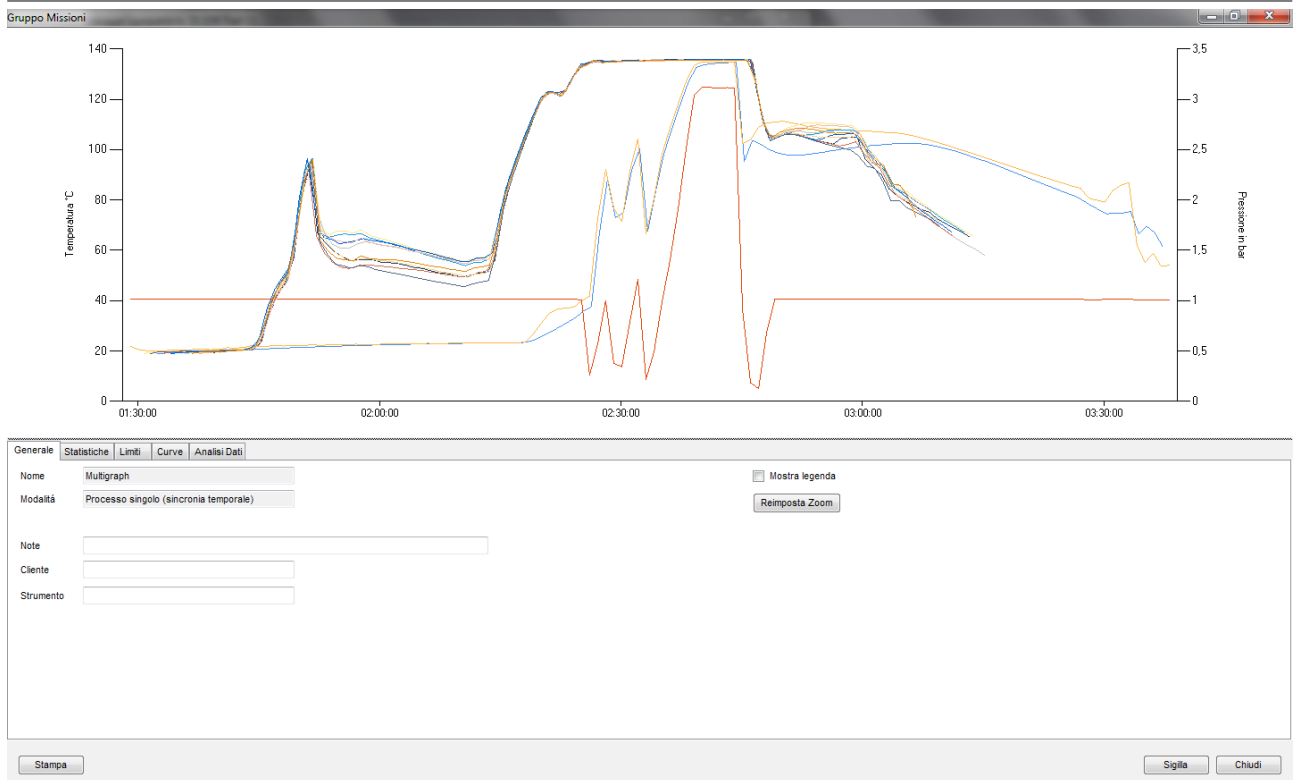 Gruppo Missioni
140
120
100
80
60
40
20
0
Temperatura °C
3,5
3
2,5
2
1,5
1
0,5
0
Pressione in bar
01:30:00 02:00:00 02:30:00 03:00:00 03:30:00
Generale Statistiche Limiti Curve Analisi Dati
Nome Multigraph Mostra legenda
Modalità Processo singolo (sincronia temporale) Reimposta Zoom
Note
Cliente
Strumento
Stampa Sigilla Chiudi